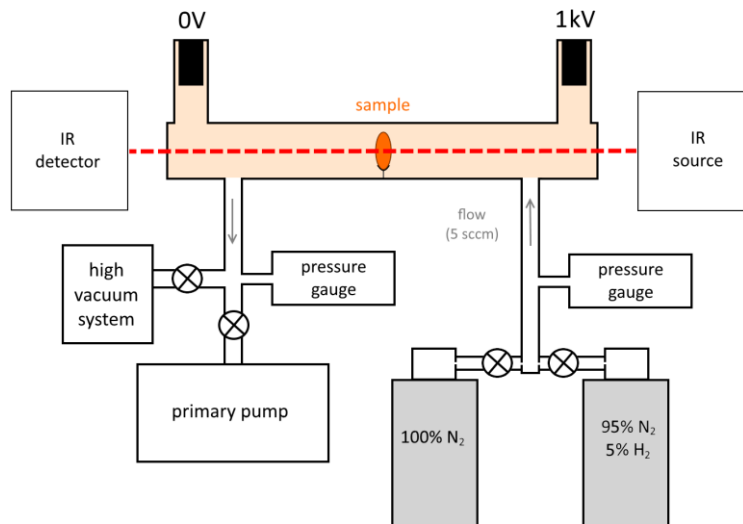 0V
1kV
sample
IR
detector
IR
source
flow
(5 sccm)
high
vacuum
system
pressure
gauge
pressure
gauge
primary pump
100% N₂
95% N₂
5% H₂